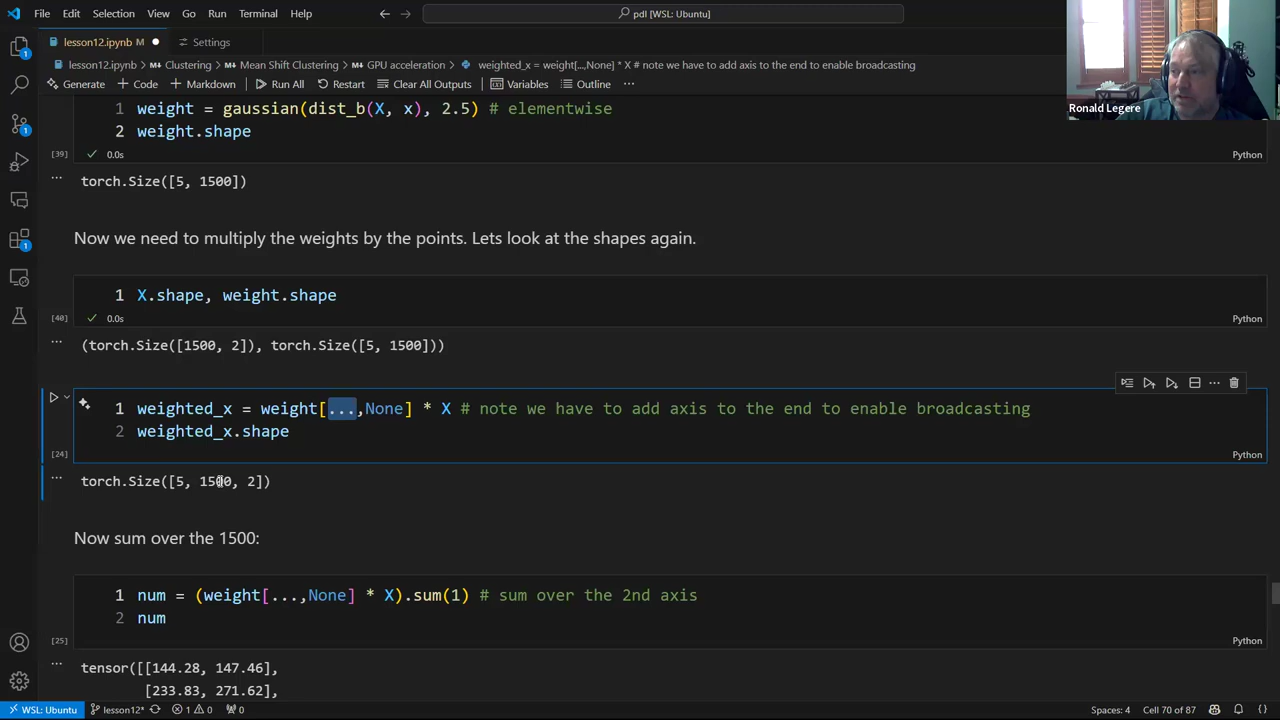 File Edit Selection View Go Run Terminal Help
pdl [WSL: Ubuntu]
lesson12.ipynb M
Settings
lesson12.ipynb > Clustering > Mean Shift Clustering > GPU acceleration > weighted_x = weight[...,None] * X # note we have to add axis to the end to enable broadcasting
Generate + Code + Markdown Run All Restart Clear All Outputs Variables Outline ...
Ronald Legere
1 weight = gaussian(dist_b(X, x), 2.5) # elementwise
2 weight.shape
[39] 0.0s Python
torch.Size([5, 1500])
Now we need to multiply the weights by the points. Lets look at the shapes again.
1 X.shape, weight.shape
[40] 0.0s Python
(torch.Size([1500, 2]), torch.Size([5, 1500]))
1 weighted_x = weight[...,None] * X # note we have to add axis to the end to enable broadcasting
2 weighted_x.shape
[24] Python
torch.Size([5, 1500, 2])
Now sum over the 1500:
1 num = (weight[...,None] * X).sum(1) # sum over the 2nd axis
2 num
[25] Python
tensor([[144.28, 147.46],
[233.83, 271.62],
WSL: Ubuntu lesson12* 1 0 0 Spaces: 4 Cell 70 of 87